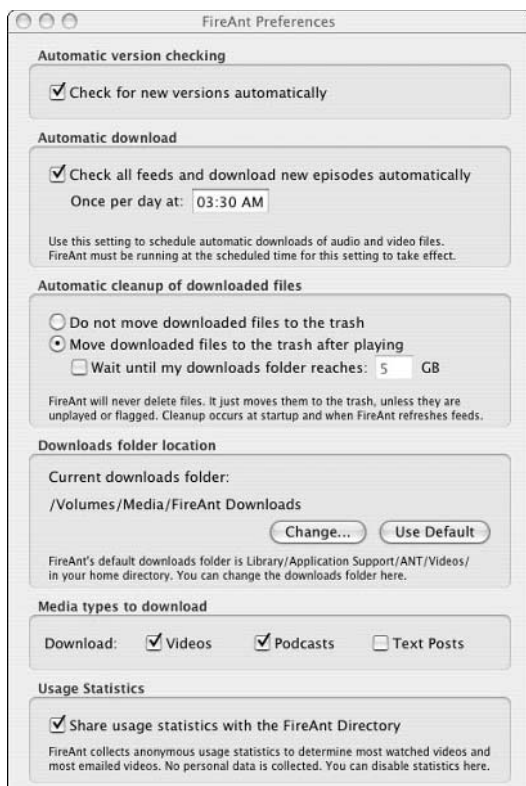 FireAnt Preferences
Automatic version checking
Check for new versions automatically
Automatic download
Check all feeds and download new episodes automatically
Once per day at: 03:30 AM
Use this setting to schedule automatic downloads of audio and video files.
FireAnt must be running at the scheduled time for this setting to take effect.
Automatic cleanup of downloaded files
Do not move downloaded files to the trash
Move downloaded files to the trash after playing
Wait until my downloads folder reaches: 5 GB
FireAnt will never delete files. It just moves them to the trash, unless they are
unplayed or flagged. Cleanup occurs at startup and when FireAnt refreshes feeds.
Downloads folder location
Current downloads folder:
/Volumes/Media/FireAnt Downloads
Change... Use Default
FireAnt's default downloads folder is Library/Application Support/ANT/Videos/
in your home directory. You can change the downloads folder here.
Media types to download
Download: Videos Podcasts Text Posts
Usage Statistics
Share usage statistics with the FireAnt Directory
FireAnt collects anonymous usage statistics to determine most watched videos and
most emailed videos. No personal data is collected. You can disable statistics here.